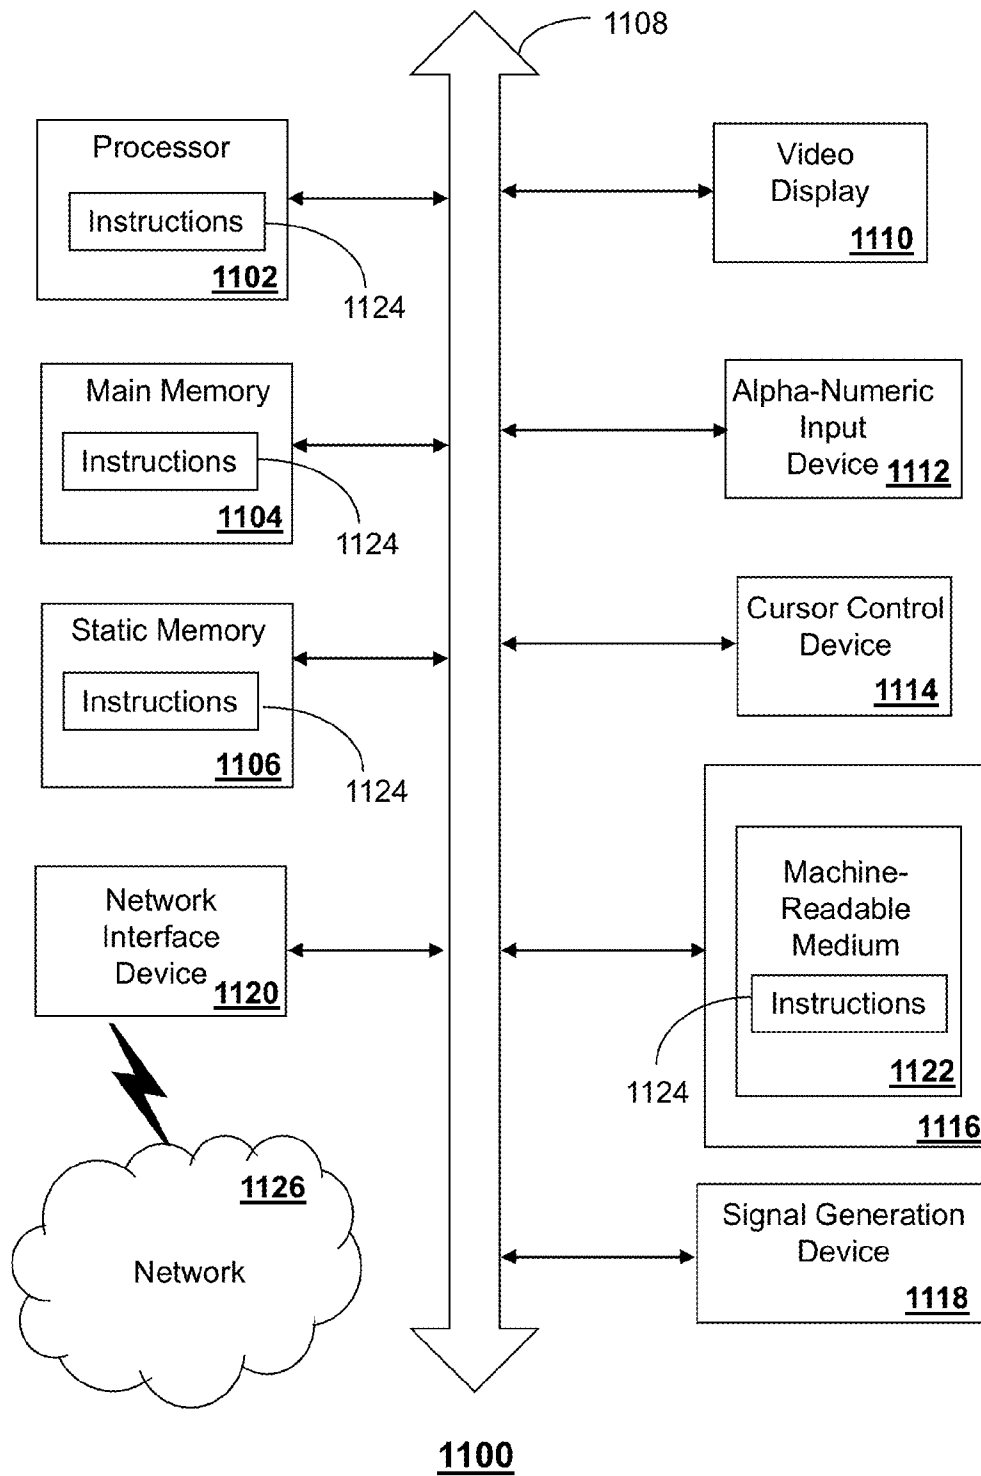 1108
Processor
Instructions
1102
1124
Main Memory
Instructions
1104
1124
Static Memory
Instructions
1106
1124
Network
Interface
Device
1120
1126
Network
Video
Display
1110
Alpha-Numeric
Input
Device 1112
Cursor Control
Device
1114
Machine-
Readable
Medium
Instructions
1122
1124
1116
Signal Generation
Device
1118
1100